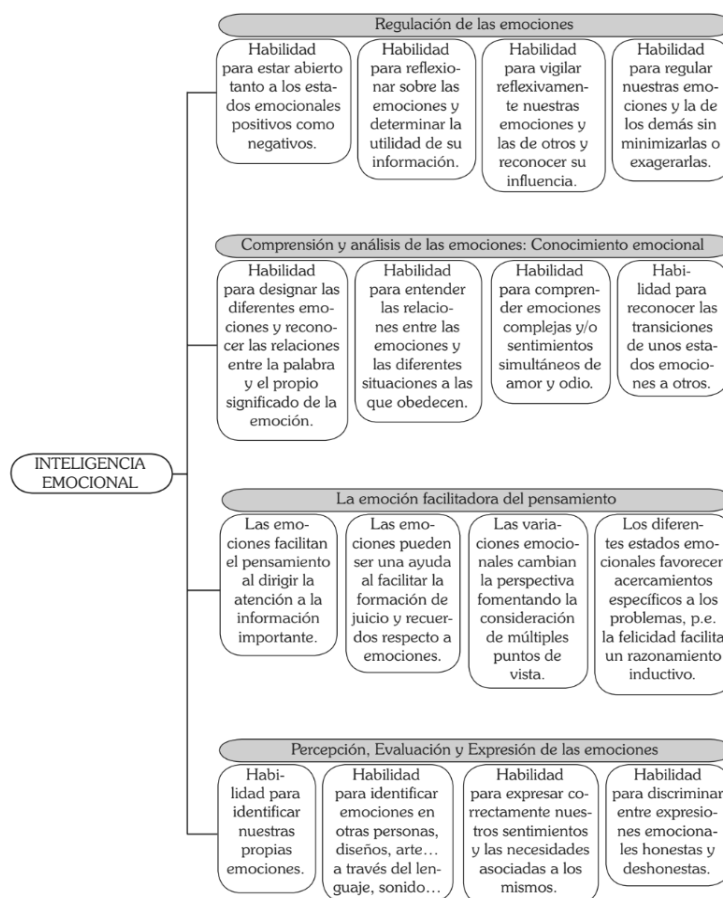 Regulación de las emociones
Habilidad
para estar abierto
tanto a los esta-
dos emocionales
positivos como
negativos.
Habilidad
para reflexio-
nar sobre las
emociones y
determinar la
utilidad de su
información.
Habilidad
para vigilar
reflexivamente
nuestras
emociones y
las de otros y
reconocer su
influencia.
Habilidad
para regular
nuestras emo-
ciones y la de
los demás sin
minimizarlas o
exagerarlas.
Comprensión y análisis de las emociones: Conocimiento emocional
Habilidad
para designar las
diferentes emo-
ciones y recono-
cer las relaciones
entre la palabra
y el propio
significado de la
emoción.
Habilidad
para entender
las relacio-
nes entre las
emociones y
las diferentes
situaciones a las
que obedecen.
Habilidad
para compren-
der emociones
complejas y/o
sentimientos
simultáneos de
amor y odio.
Habi-
lidad para
reconocer las
transiciones
de unos esta-
dos emocio-
nes a otros.
INTELIGENCIA
EMOCIONAL
La emoción facilitadora del pensamiento
Las emo-
ciones facilitan
el pensamiento
al dirigir la
atención a la
información
importante.
Las emo-
ciones pueden
ser una ayuda
al facilitar la
formación de
juicio y recuer-
dos respecto a
emociones.
Las varia-
ciones emocio-
nales cambian
la perspectiva
fomentando la
consideración
de múltiples
puntos de
vista.
Los diferen-
tes estados emo-
cionales favorecen
acercamientos
específicos a los
problemas, p.e.
la felicidad facilita
un razonamiento
inductivo.
Percepción, Evaluación y Expresión de las emociones
Habi-
lidad para
identificar
nuestras
propias
emociones.
Habilidad
para identificar
emociones en
otras personas,
diseños, arte…
a través del len-
guaje, sonido…
Habilidad
para expresar co-
rrectamente nues-
tros sentimientos
y las necesidades
asociadas a los
mismos.
Habilidad
para discriminar
entre expresio-
nes emociona-
les honestas y
deshonestas.